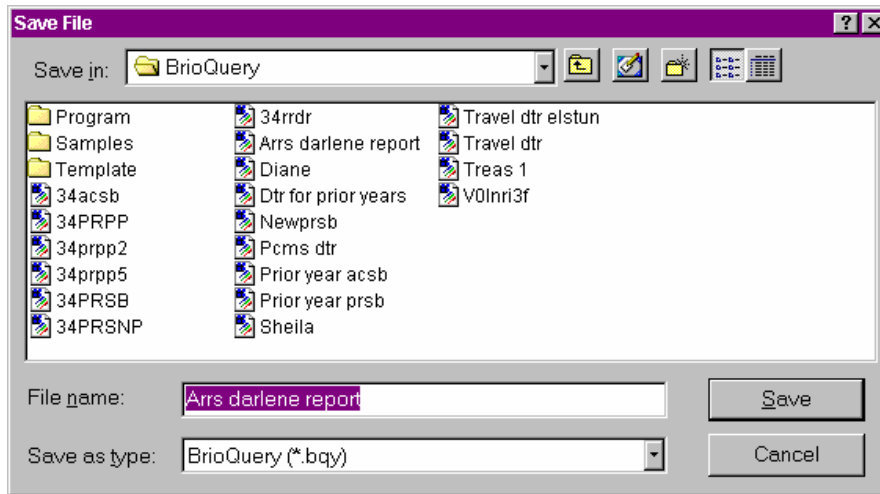 Save File
Save in: BrioQuery
Program
Samples
Template
34acsb
34PRPP
34prpp2
34prpp5
34PRSB
34PRSNP
34rrdr
Arrs darlene report
Diane
Dtr for prior years
Newprsb
Pcms dtr
Prior year acsb
Prior year prsb
Sheila
Travel dtr elstun
Travel dtr
Treas 1
V0lnri3f
File name: Arrs darlene report
Save
Save as type: BrioQuery (*.bqy)
Cancel